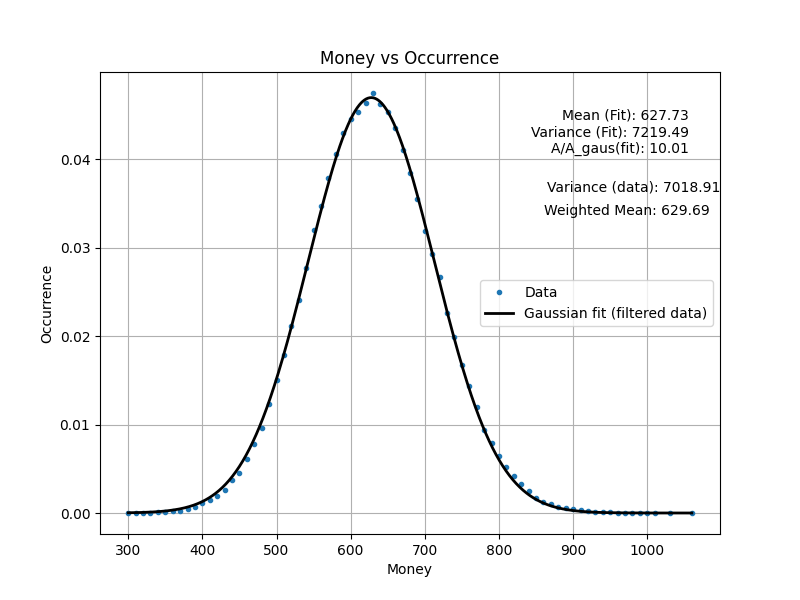 Money vs Occurrence
Mean (Fit): 627.73
Variance (Fit): 7219.49
A/A_gaus(fit): 10.01
Variance (data): 7018.91
Weighted Mean: 629.69
Data
Gaussian fit (filtered data)
Occurrence
0.04
0.03
0.02
0.01
0.00
300 400 500 600 700 800 900 1000
Money